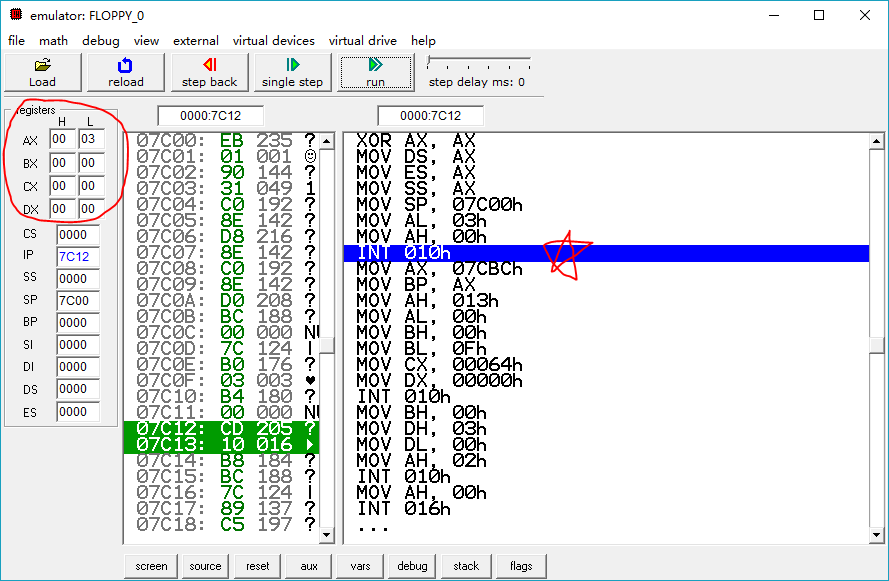 emulator: FLOPPY_0
file math debug view external virtual devices virtual drive help
Load reload step back single step run step delay ms: 0
registers
H L
AX 00 03
BX 00 00
CX 00 00
DX 00 00
CS 0000
IP 7C12
SS 0000
SP 7C00
BP 0000
SI 0000
DI 0000
DS 0000
ES 0000
0000:7C12
07C00: EB 235 ?
07C01: 01 001 ☺
07C02: 90 144 ?
07C03: 31 049 1
07C04: C0 192 ?
07C05: 8E 142 ?
07C06: D8 216 ?
07C07: 8E 142 ?
07C08: C0 192 ?
07C09: 8E 142 ?
07C0A: D0 208 ?
07C0B: BC 188 ?
07C0C: 00 000 NU
07C0D: 7C 124 |
07C0E: B0 176 ?
07C0F: 03 003 ♥
07C10: B4 180 ?
07C11: 00 000 NU
07C12: CD 205 ?
07C13: 10 016 ►
07C14: B8 184 ?
07C15: BC 188 ?
07C16: 7C 124 |
07C17: 89 137 ?
07C18: C5 197 ?
0000:7C12
XOR AX, AX
MOV DS, AX
MOV ES, AX
MOV SS, AX
MOV SP, 07C00h
MOV AL, 03h
MOV AH, 00h
INT 010h
MOV AX, 07CBCh
MOV BP, AX
MOV AH, 013h
MOV AL, 00h
MOV BH, 00h
MOV BL, 0Fh
MOV CX, 00064h
MOV DX, 00000h
INT 010h
MOV BH, 00h
MOV DH, 03h
MOV DL, 00h
MOV AH, 02h
INT 010h
MOV AH, 00h
INT 016h
...
screen source reset aux vars debug stack flags